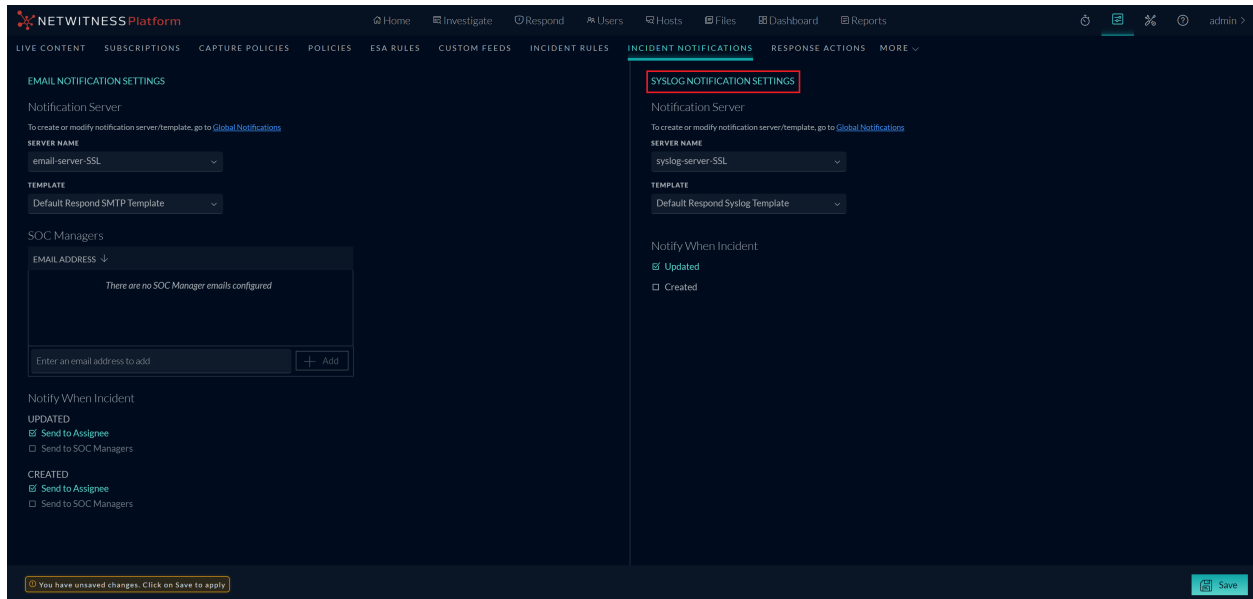 NETWITNESS Platform
Home Investigate Respond Users Hosts Files Dashboard Reports admin >
LIVE CONTENT SUBSCRIPTIONS CAPTURE POLICIES POLICIES ESA RULES CUSTOM FEEDS INCIDENT RULES INCIDENT NOTIFICATIONS RESPONSE ACTIONS MORE
EMAIL NOTIFICATION SETTINGS
Notification Server
To create or modify notification server/template, go to Global Notifications
SERVER NAME
email-server-SSL
TEMPLATE
Default Respond SMTP Template
SOC Managers
EMAIL ADDRESS ↓
There are no SOC Manager emails configured
Enter an email address to add
+ Add
Notify When Incident
UPDATED
Send to Assignee
Send to SOC Managers
CREATED
Send to Assignee
Send to SOC Managers
SYSLOG NOTIFICATION SETTINGS
Notification Server
To create or modify notification server/template, go to Global Notifications
SERVER NAME
syslog-server-SSL
TEMPLATE
Default Respond Syslog Template
Notify When Incident
Updated
Created
You have unsaved changes. Click on Save to apply
Save